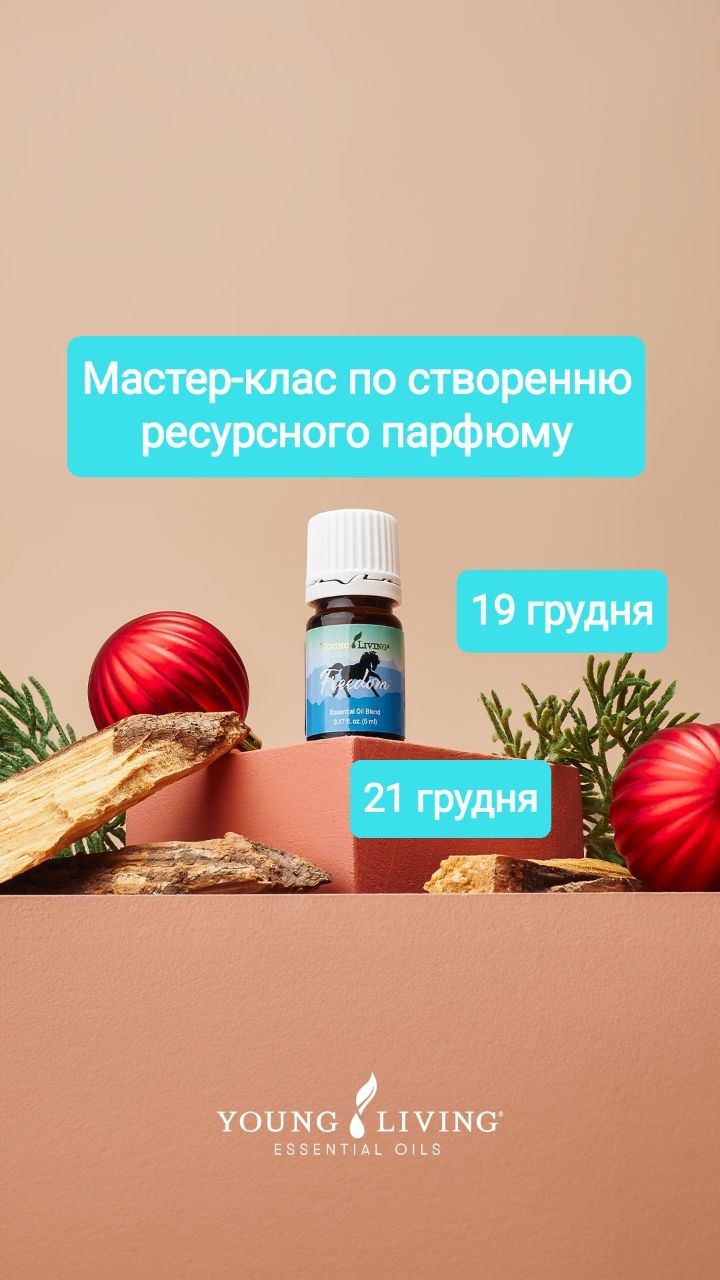 Мастер-клас по створенню
ресурсного парфюму
19 грудня
YOUNG LIVING®
Freedom
Essential Oil Blend
0.17 fl. oz. (5 ml)
21 грудня
YOUNG LIVING®
ESSENTIAL OILS